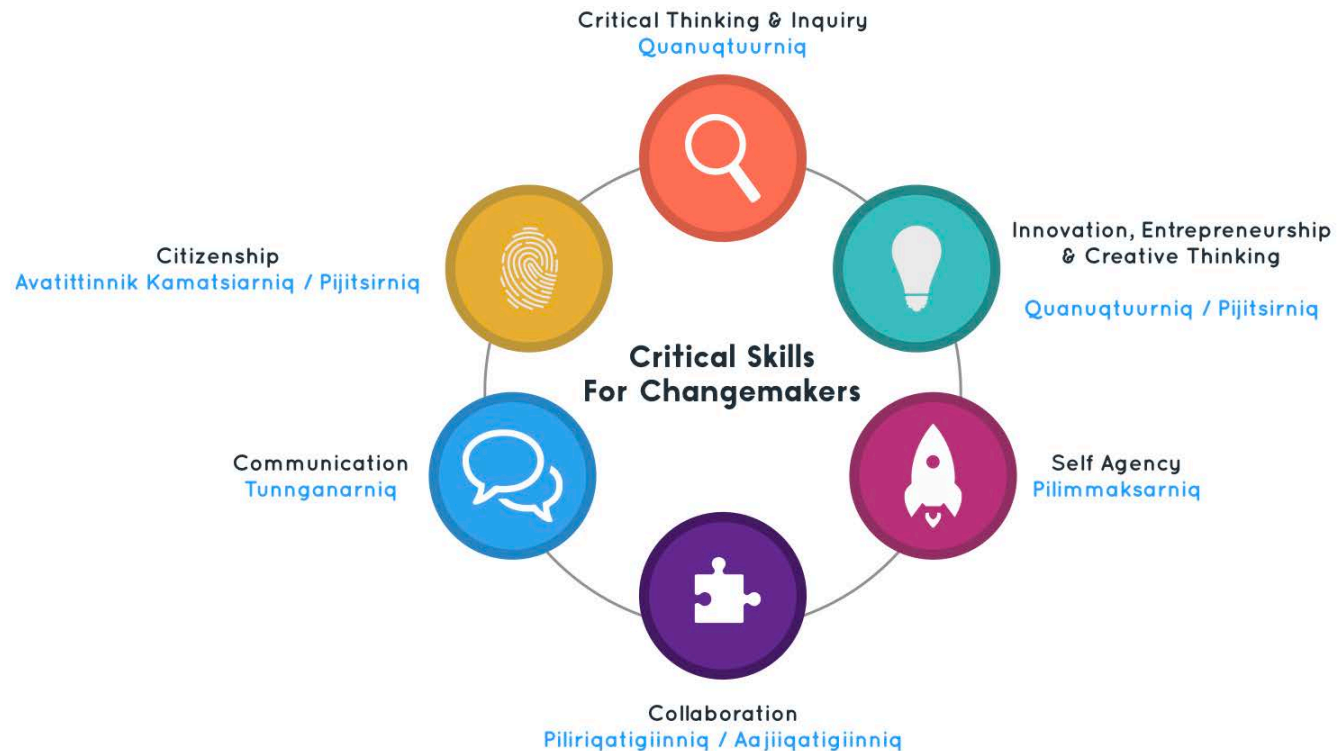 Critical Thinking & Inquiry
Quanuqtuurniq
Innovation, Entrepreneurship
& Creative Thinking
Quanuqtuurniq / Pijitsirniq
Citizenship
Avatittinnik Kamatsiarniq / Pijitsirniq
Critical Skills
For Changemakers
Communication
Tunnganarniq
Self Agency
Pilimmaksarniq
Collaboration
Piliriqatigiinniq / Aajiiqatigiinniq